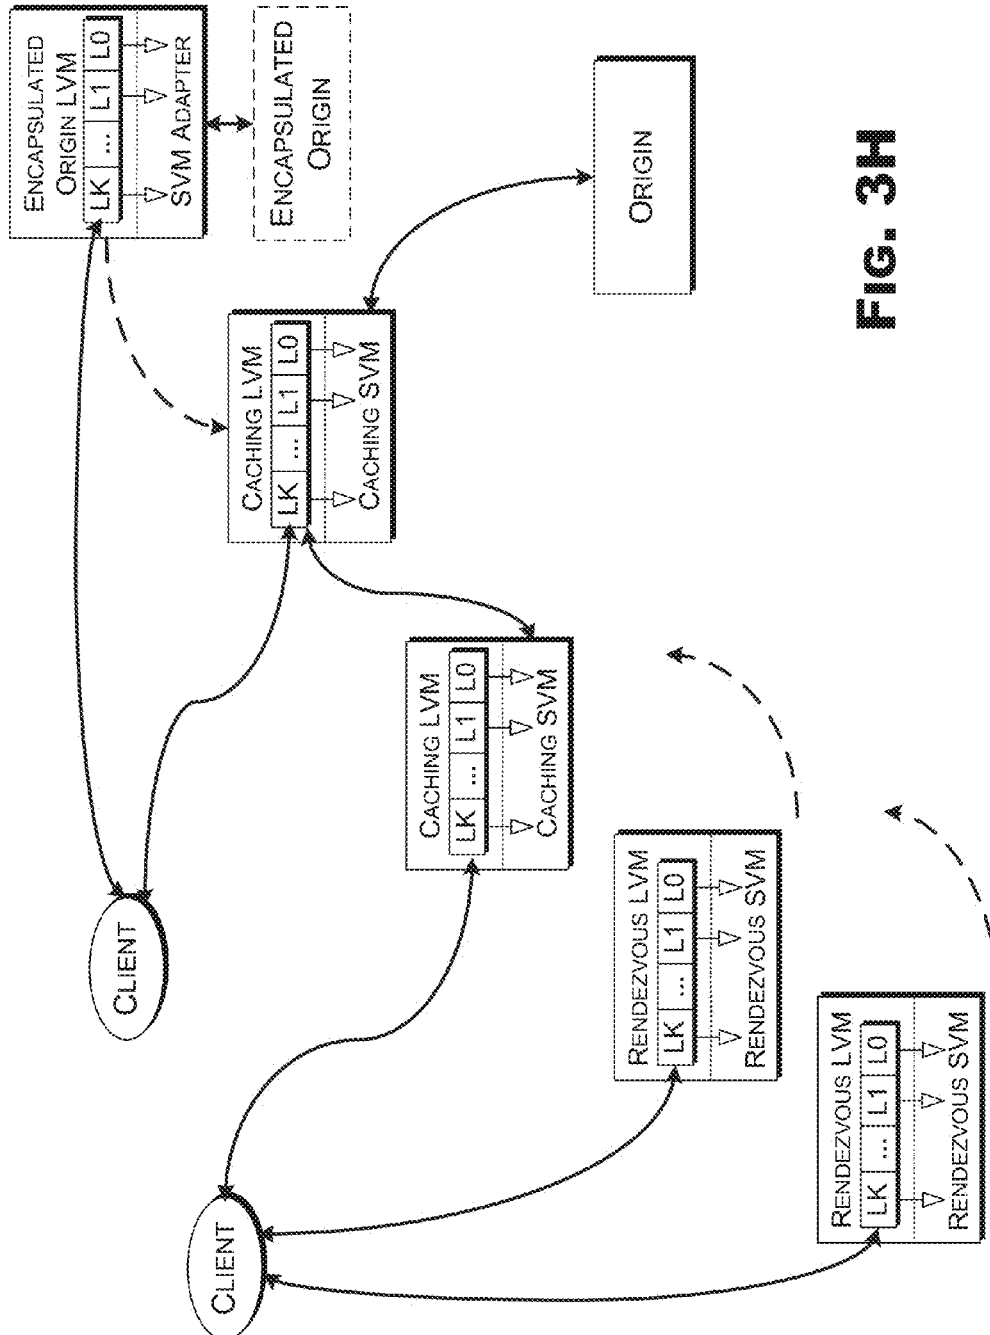 ENCAPSULATED
ORIGIN LVM
LK ... L1 L0
SVM ADAPTER
CLIENT
CLIENT
ENCAPSULATED
ORIGIN
CACHING LVM
LK ... L1 L0
CACHING SVM
CACHING LVM
LK ... L1 L0
CACHING SVM
ORIGIN
RENDEZVOUS LVM
LK ... L1 L0
RENDEZVOUS SVM
RENDEZVOUS LVM
LK ... L1 L0
RENDEZVOUS SVM
FIG. 3H